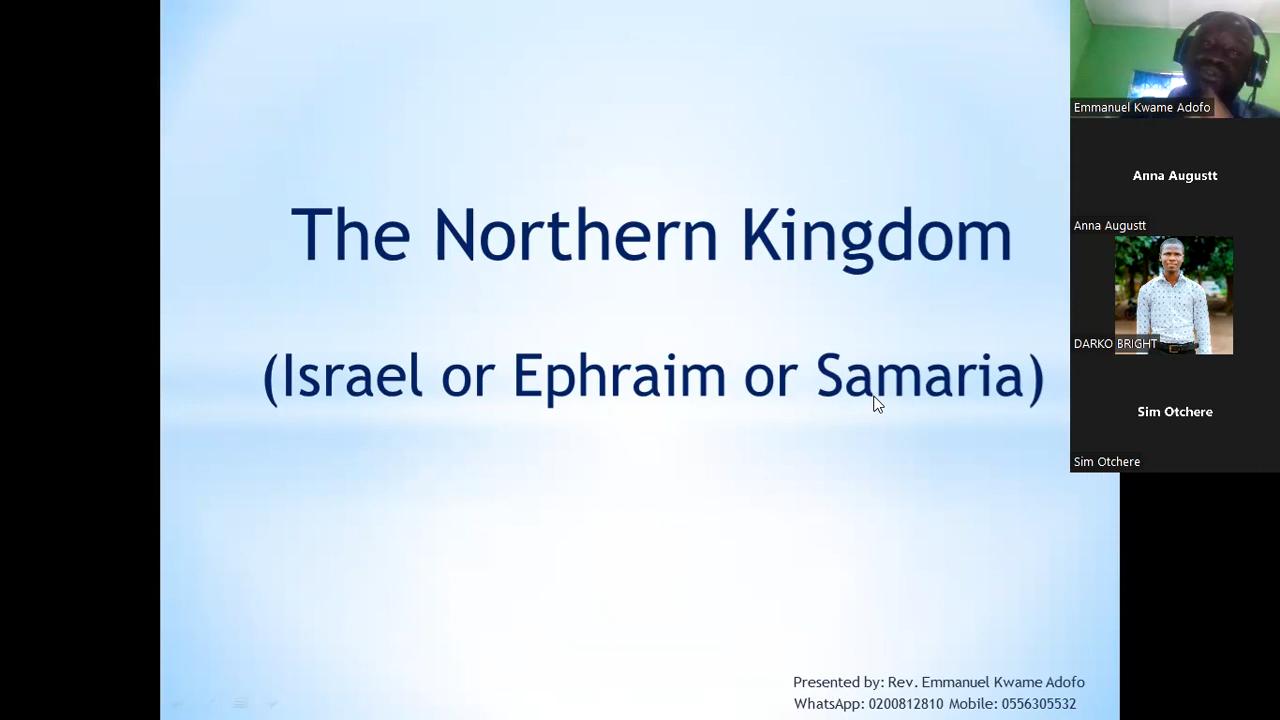 The Northern Kingdom
(Israel or Ephraim or Samaria)
Presented by: Rev. Emmanuel Kwame Adofo
WhatsApp: 0200812810 Mobile: 0556305532
Emmanuel Kwame Adofo
Anna Augustt
Anna Augustt
DARKO BRIGHT
Sim Otchere
Sim Otchere